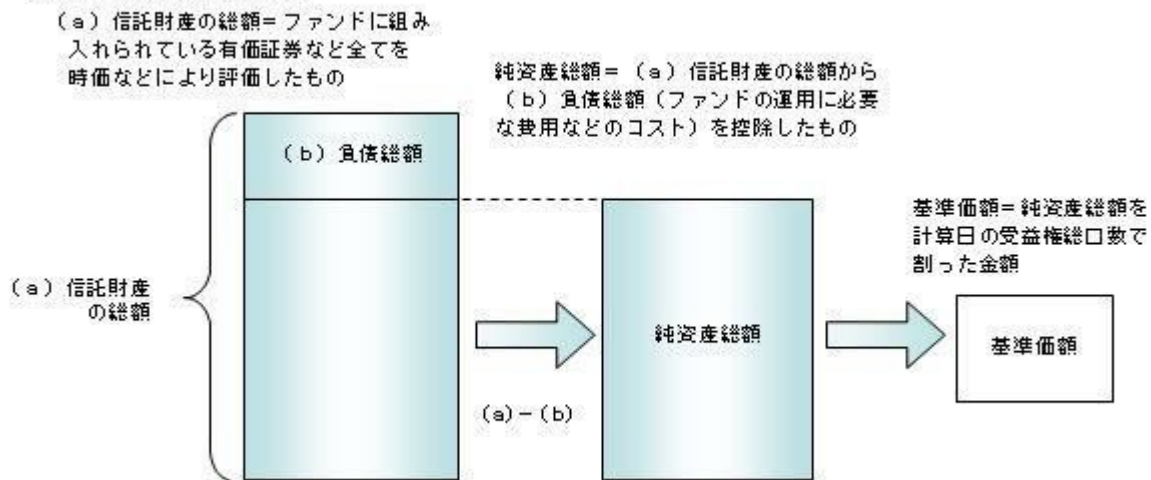 （a）信託財産の総額＝ファンドに組み
入れられている有価証券など全てを
時価などにより評価したもの
純資産総額＝（a）信託財産の総額から
（b）負債総額（ファンドの運用に必要
な費用などのコスト）を控除したもの
（b）負債総額
基準価額＝純資産総額を
計算日の受益権総口数で
割った金額
（a）信託財産
の総額
純資産総額
基準価額
(a)－(b)